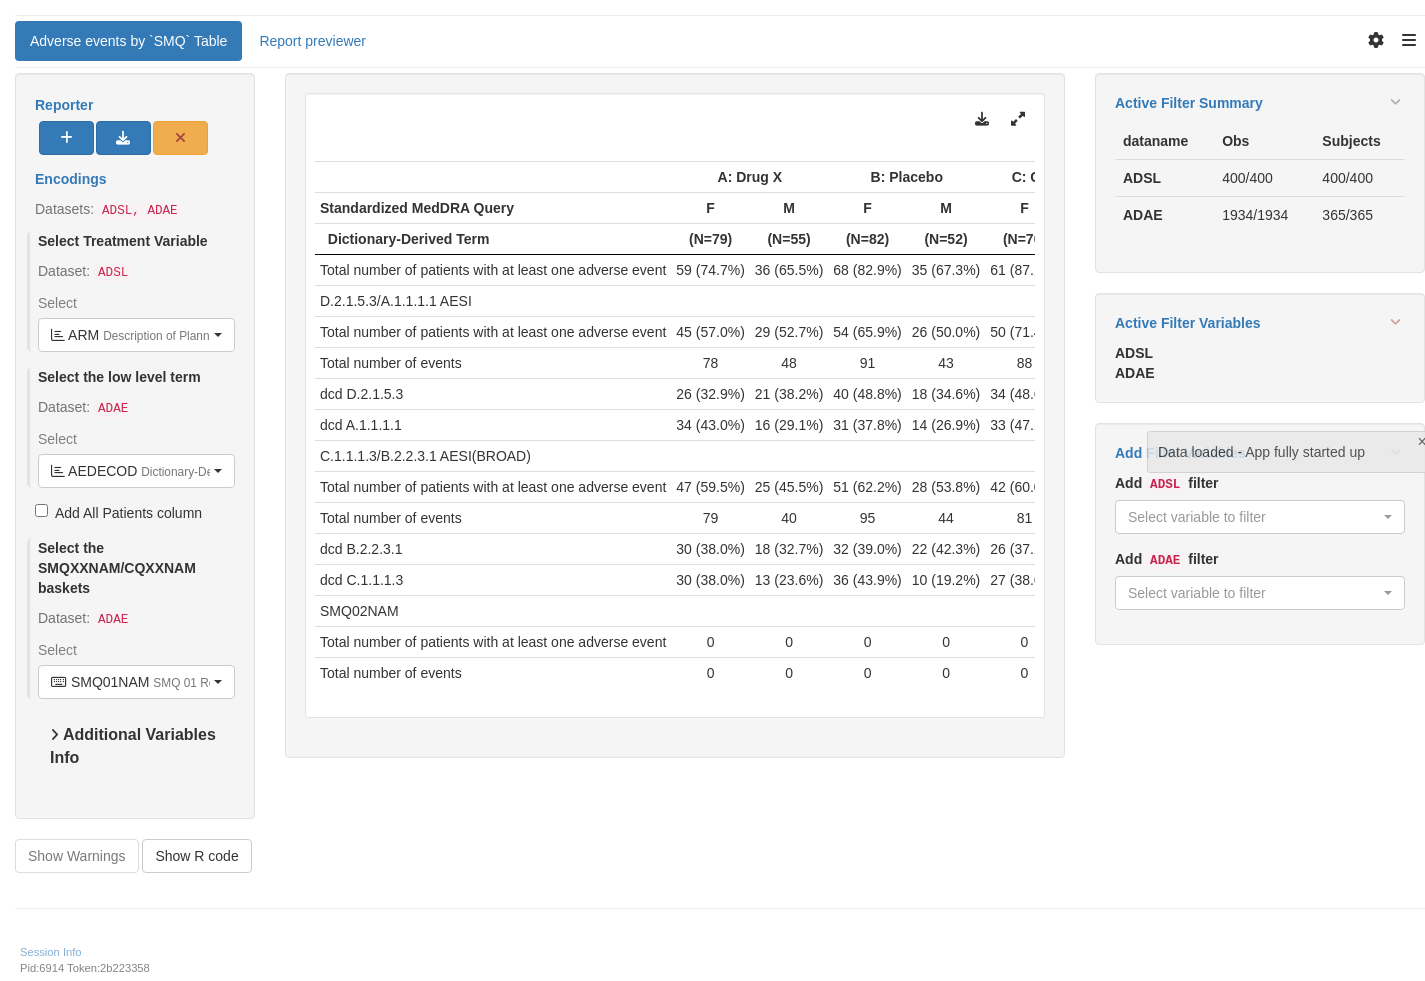 Adverse events by `SMQ` Table Report previewer
Reporter
Encodings
Datasets: ADSL, ADAE
Select Treatment Variable
Dataset: ADSL
Select
ARM Description of Plann
Select the low level term
Dataset: ADAE
Select
AEDECOD Dictionary-De
Add All Patients column
Select the
SMQXXNAM/CQXXNAM
baskets
Dataset: ADAE
Select
SMQ01NAM SMQ 01 R
Additional Variables
Info
Show Warnings Show R code
A: Drug X B: Placebo C: C
Standardized MedDRA Query F M F M F
Dictionary-Derived Term (N=79) (N=55) (N=82) (N=52) (N=70
Total number of patients with at least one adverse event 59 (74.7%) 36 (65.5%) 68 (82.9%) 35 (67.3%) 61 (87.
D.2.1.5.3/A.1.1.1.1 AESI
Total number of patients with at least one adverse event 45 (57.0%) 29 (52.7%) 54 (65.9%) 26 (50.0%) 50 (71.4
Total number of events 78 48 91 43 88
dcd D.2.1.5.3 26 (32.9%) 21 (38.2%) 40 (48.8%) 18 (34.6%) 34 (48.6
dcd A.1.1.1.1 34 (43.0%) 16 (29.1%) 31 (37.8%) 14 (26.9%) 33 (47.
C.1.1.1.3/B.2.2.3.1 AESI(BROAD)
Total number of patients with at least one adverse event 47 (59.5%) 25 (45.5%) 51 (62.2%) 28 (53.8%) 42 (60.0
Total number of events 79 40 95 44 81
dcd B.2.2.3.1 30 (38.0%) 18 (32.7%) 32 (39.0%) 22 (42.3%) 26 (37.
dcd C.1.1.1.3 30 (38.0%) 13 (23.6%) 36 (43.9%) 10 (19.2%) 27 (38.6
SMQ02NAM
Total number of patients with at least one adverse event 0 0 0 0 0
Total number of events 0 0 0 0 0
Active Filter Summary
dataname Obs Subjects
ADSL 400/400 400/400
ADAE 1934/1934 365/365
Active Filter Variables
ADSL
ADAE
Add
Data loaded - App fully started up ×
Add ADSL filter
Select variable to filter
Add ADAE filter
Select variable to filter
Session Info
Pid:6914 Token:2b223358